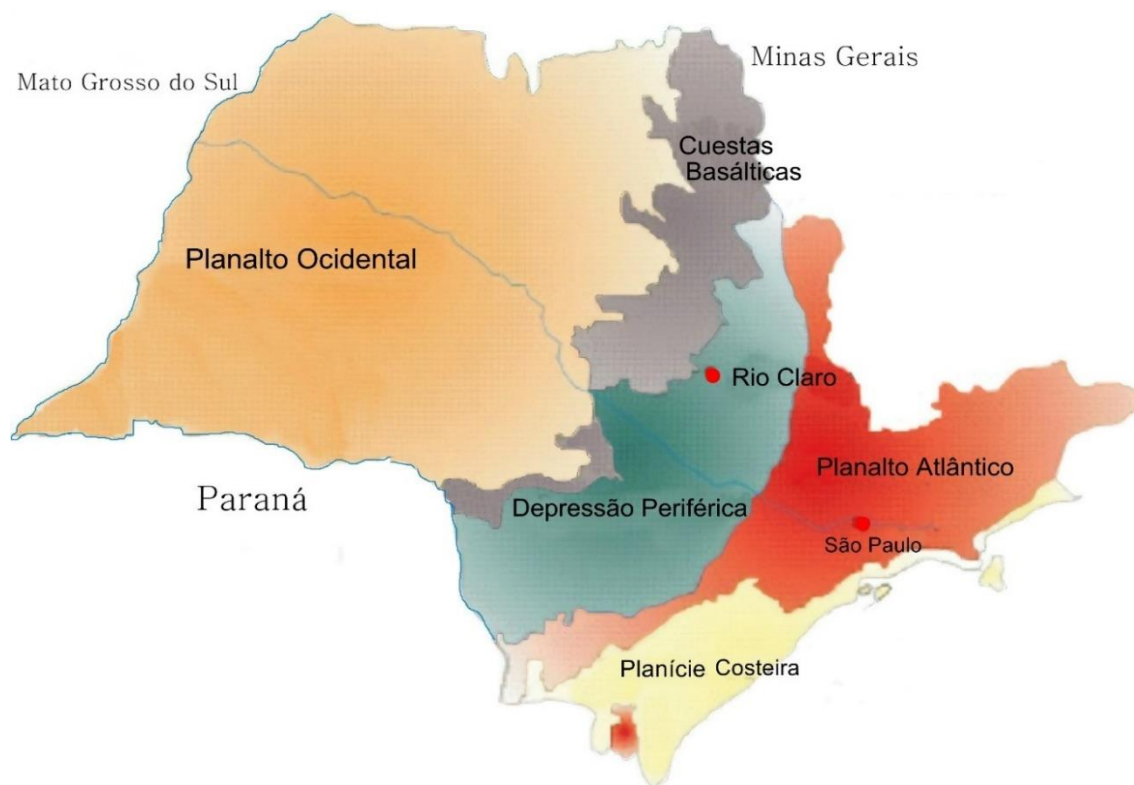 Minas Gerais
Mato Grosso do Sul
Cuestas
Basálticas
Planalto Ocidental
Rio Claro
Planalto Atlântico
Paraná
Depressão Periférica
São Paulo
Planície Costeira